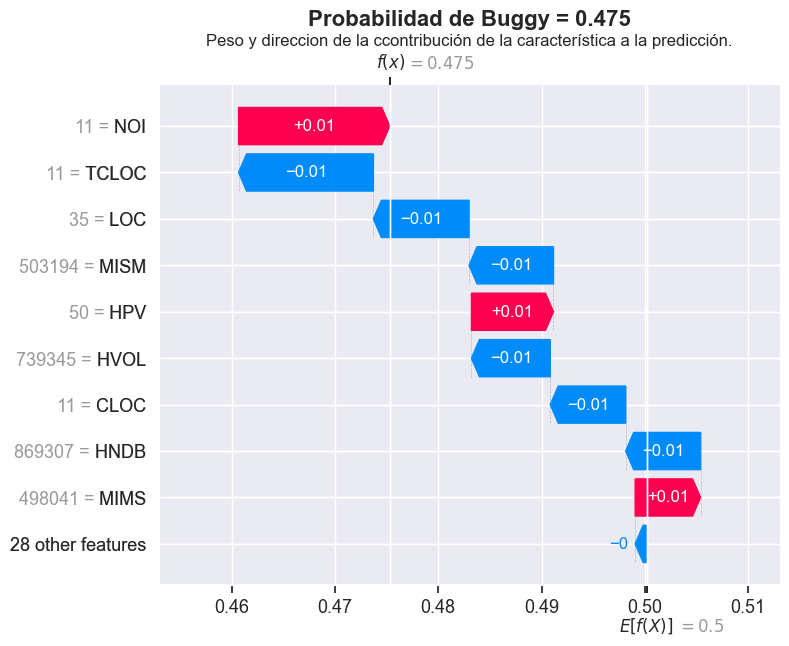 Probabilidad de Buggy = 0.475
Peso y direccion de la ccontribución de la característica a la predicción.
f(x) = 0.475
11 = NOI +0.01
11 = TCLOC −0.01
35 = LOC −0.01
503194 = MISM −0.01
50 = HPV +0.01
739345 = HVOL −0.01
11 = CLOC −0.01
869307 = HNDB −0.01
498041 = MIMS +0.01
28 other features −0
0.46 0.47 0.48 0.49 0.50 0.51
E[f(X)] = 0.5